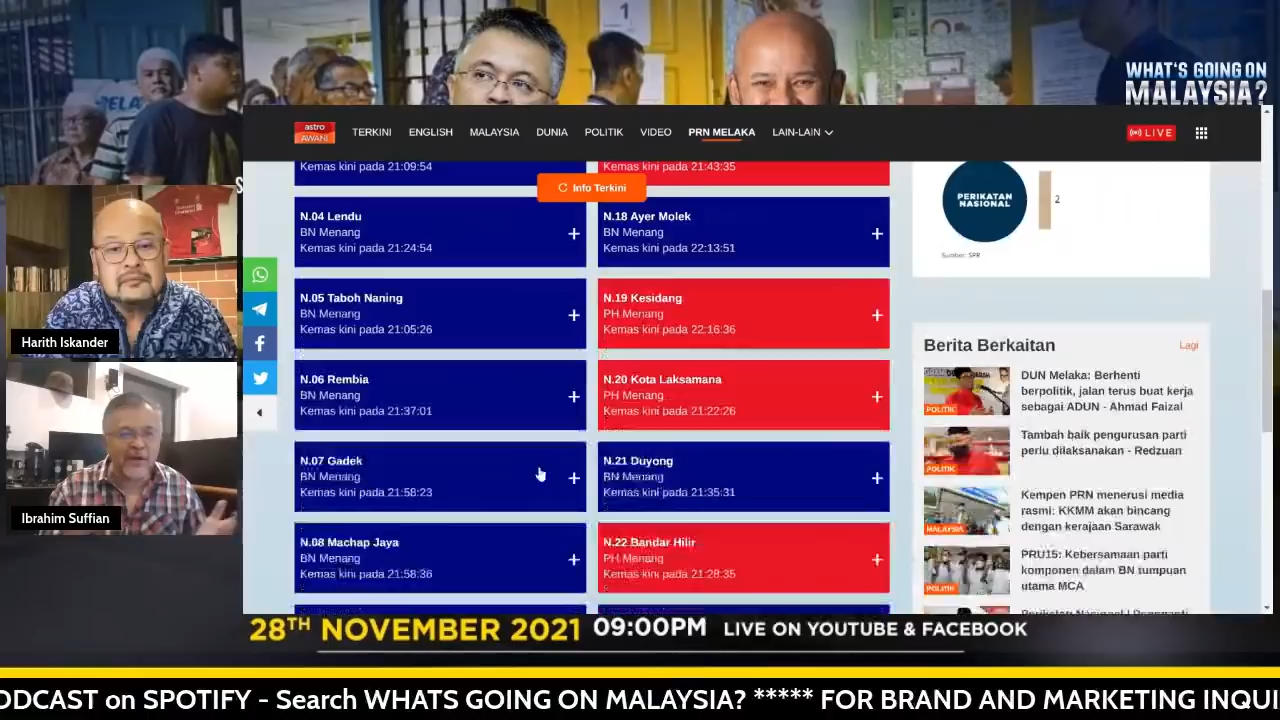 1
WHAT'S GOING ON
MALAYSIA?
RELA
astro
AWANI
TERKINI
ENGLISH
MALAYSIA
DUNIA
POLITIK
VIDEO
PRN MELAKA
LAIN-LAIN
LIVE
Kemas kini pada 21:09:54
Kemas kini pada 21:43:35
Info Terkini
N.04 Lendu
BN Menang
Kemas kini pada 21:24:54
N.18 Ayer Molek
BN Menang
Kemas kini pada 22:13:51
N.05 Taboh Naning
BN Menang
Kemas kini pada 21:05:26
N.19 Kesidang
PH Menang
Kemas kini pada 22:16:36
N.06 Rembia
BN Menang
Kemas kini pada 21:37:01
N.20 Kota Laksamana
PH Menang
Kemas kini pada 21:22:26
N.07 Gadek
BN Menang
Kemas kini pada 21:58:23
N.21 Duyong
BN Menang
Kemas kini pada 21:35:31
N.08 Machap Jaya
BN Menang
Kemas kini pada 21:58:36
N.22 Bandar Hilir
PH Menang
Kemas kini pada 21:28:35
PERIKATAN
NASIONAL
2
Sumber: SPR
Berita Berkaitan
Lagi
DUN Melaka: Berhenti
berpolitik, jalan terus buat kerja
sebagai ADUN - Ahmad Faizal
POLITIK
Tambah baik pengurusan parti
perlu dilaksanakan - Redzuan
POLITIK
Kempen PRN menerusi media
rasmi: KKMM akan bincang
dengan kerajaan Sarawak
MALAYSIA
PRU15: Kebersamaan parti
komponen dalam BN tumpuan
utama MCA
POLITIK
Harith Iskander
Ibrahim Suffian
28TH NOVEMBER 2021 09:00PM LIVE ON YOUTUBE & FACEBOOK
ODCAST on SPOTIFY - Search WHATS GOING ON MALAYSIA? ***** FOR BRAND AND MARKETING INQUI